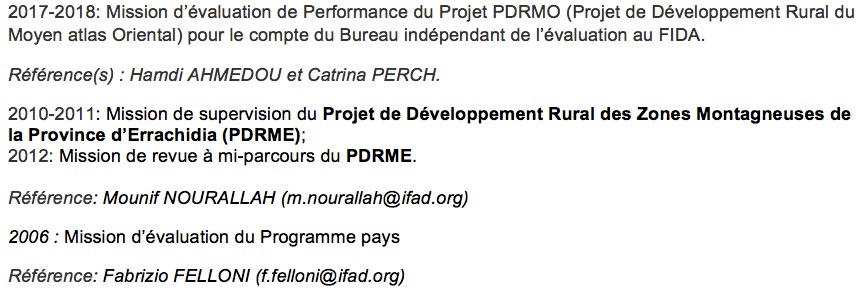 2017-2018: Mission d’évaluation de Performance du Projet PDRMO (Projet de Développement Rural du
Moyen atlas Oriental) pour le compte du Bureau indépendant de l’évaluation au FIDA.
Référence(s) : Hamdi AHMEDOU et Catrina PERCH.
2010-2011: Mission de supervision du Projet de Développement Rural des Zones Montagneuses de
la Province d’Errachidia (PDRME);
2012: Mission de revue à mi-parcours du PDRME.
Référence: Mounif NOURALLAH (m.nourallah@ifad.org)
2006 : Mission d’évaluation du Programme pays
Référence: Fabrizio FELLONI (f.felloni@ifad.org)